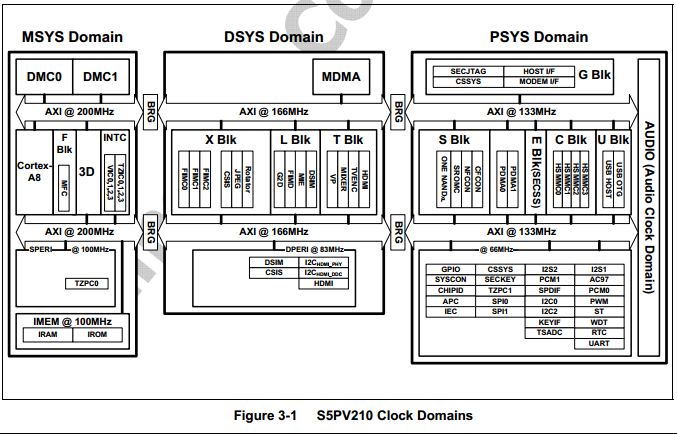 MSYS Domain
DSYS Domain
PSYS Domain
DMC0
DMC1
MDMA
SECJTAG
HOST I/F
CSSYS
MODEM I/F
G Blk
AXI @ 200MHz
BRG
AXI @ 166MHz
BRG
AXI @ 133MHz
Cortex-
A8
F
Blk
MFC
3D
INTC
VIC0,1,2,3
TZIC0,1,2,3
X Blk
FIMC0
FIMC1
FIMC2
CSIS
JPEG
Rotator
L Blk
G2D
FIMD
MIE
DSIM
T Blk
VP
MIXER
TVENC
HDMI
S Blk
ONE NAND
SROMC
NFCON
CFCON
PDMA0
PDMA1
E Blk(SECSS)
C Blk
HSMMC0
HSMMC1
HSMMC2
HSMMC3
U Blk
USB HOST
USB OTG
AUDIO (Audio Clock Domain)
AXI @ 200MHz
BRG
AXI @ 166MHz
BRG
AXI @ 133MHz
SPERI @ 100MHz
TZPC0
IMEM @ 100MHz
IRAM
IROM
DPERI @ 83MHz
DSIM
I2CHDMI_PHY
CSIS
I2CHDMI_DDC
HDMI
@ 66MHz
GPIO
CSSYS
I2S2
I2S1
SYSCON
SECKEY
PCM1
AC97
CHIPID
TZPC1
SPDIF
PCM0
APC
SPI0
I2C0
PWM
IEC
SPI1
I2C2
ST
KEYIF
WDT
TSADC
RTC
UART
Figure 3-1 S5PV210 Clock Domains